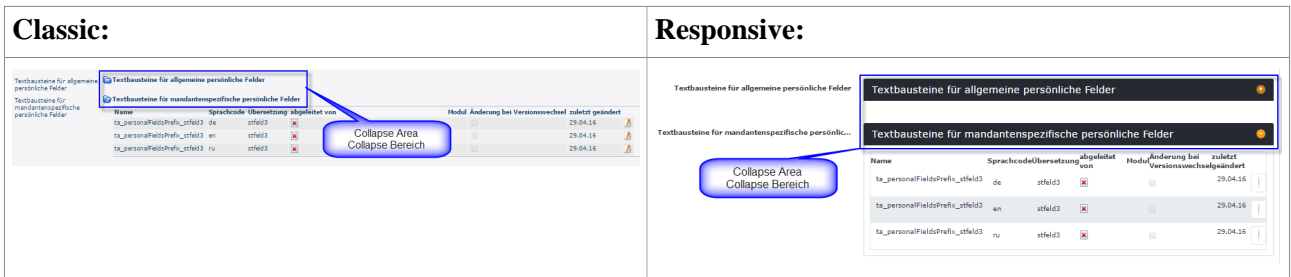 Classic:
Textbausteine für allgemeine persönliche Felder
Textbausteine für allgemeine
persönliche Felder
Textbausteine für mandantenspezifische persönliche Felder
Textbausteine für
mandantenspezifische
persönliche Felder
Name Sprachcode Übersetzung abgeleitet von Modul Änderung bei Versionswechsel zuletzt geändert
ta_personalFieldsPrefix_stfeld3 de stfeld3 29.04.16
ta_personalFieldsPrefix_stfeld3 en stfeld3 29.04.16
ta_personalFieldsPrefix_stfeld3 ru stfeld3 29.04.16
Collapse Area
Collapse Bereich
Responsive:
Textbausteine für allgemeine persönliche Felder Textbausteine für allgemeine persönliche Felder
Textbausteine für mandantenspezifische persönlic... Textbausteine für mandantenspezifische persönliche Felder
Collapse Area
Collapse Bereich
Name Sprachcode Übersetzung abgeleitet von Modul Änderung bei Versionswechsel zuletzt geändert
ta_personalFieldsPrefix_stfeld3 de stfeld3 29.04.16
ta_personalFieldsPrefix_stfeld3 en stfeld3 29.04.16
ta_personalFieldsPrefix_stfeld3 ru stfeld3 29.04.16